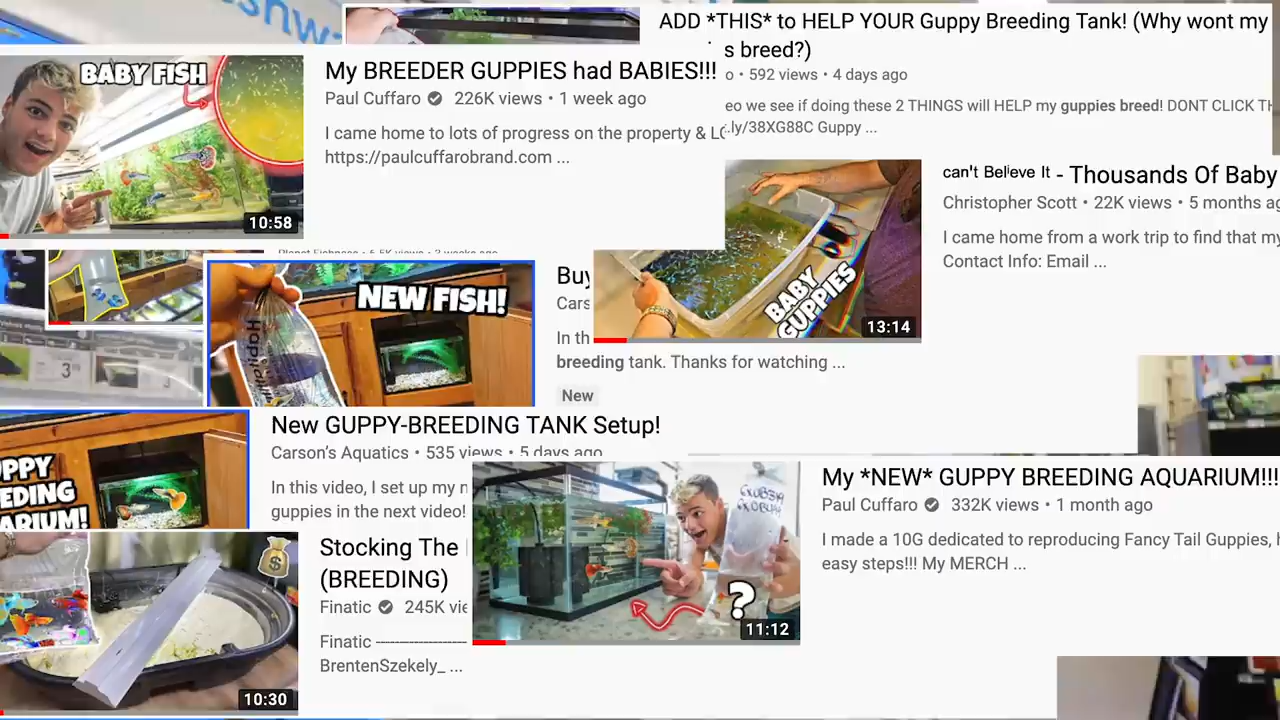 ADD *THIS* to HELP YOUR Guppy Breeding Tank! (Why wont my
s breed?)
o • 592 views • 4 days ago
eo we see if doing these 2 THINGS will HELP my guppies breed! DONT CLICK TH
.ly/38XG88C Guppy ...
BABY FISH
10:58
My BREEDER GUPPIES had BABIES!!!
Paul Cuffaro 226K views • 1 week ago
I came home to lots of progress on the property &
https://paulcuffarobrand.com ...
BABY
GUPPIES
13:14
can't Believe It - Thousands Of Baby
Christopher Scott • 22K views • 5 months ag
I came home from a work trip to find that my
Contact Info: Email ...
NEW FISH!
Buy
Cars
In th
breeding tank. Thanks for watching ...
New
PPY
EDING
ARIUM!
New GUPPY-BREEDING TANK Setup!
Carson's Aquatics • 535 views • 5 days ago
In this video, I set up my n
guppies in the next video!
10:30
Stocking The
(BREEDING)
Finatic 245K vie
Finatic ---
BrentenSzekely_ ...
?
11:12
My *NEW* GUPPY BREEDING AQUARIUM!!!
Paul Cuffaro 332K views • 1 month ago
I made a 10G dedicated to reproducing Fancy Tail Guppies, h
easy steps!!! My MERCH ...